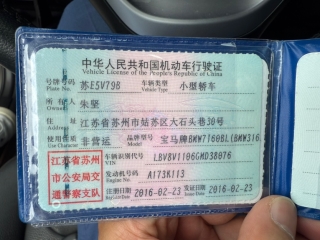 中华人民共和国机动车行驶证
Vehicle License of the People's Republic of China
号牌号码 苏E5V798 车辆类型 小型轿车
Plate No. Vehicle Type
所有人 朱墾
Owner
住址 江苏省苏州市姑苏区大石头巷30号
Address
使用性质 非营运 品牌型号 宝马牌BMW7160BL(BMW316
Use Character Model
江苏省苏州
市公安局交
通警察支队
车辆识别代号 LBV8V1106GMD38076
VIN
发动机号码 A173K113
Engine No.
注册日期 2016-02-23 发证日期 2016-02-23
Register Date Issue Date